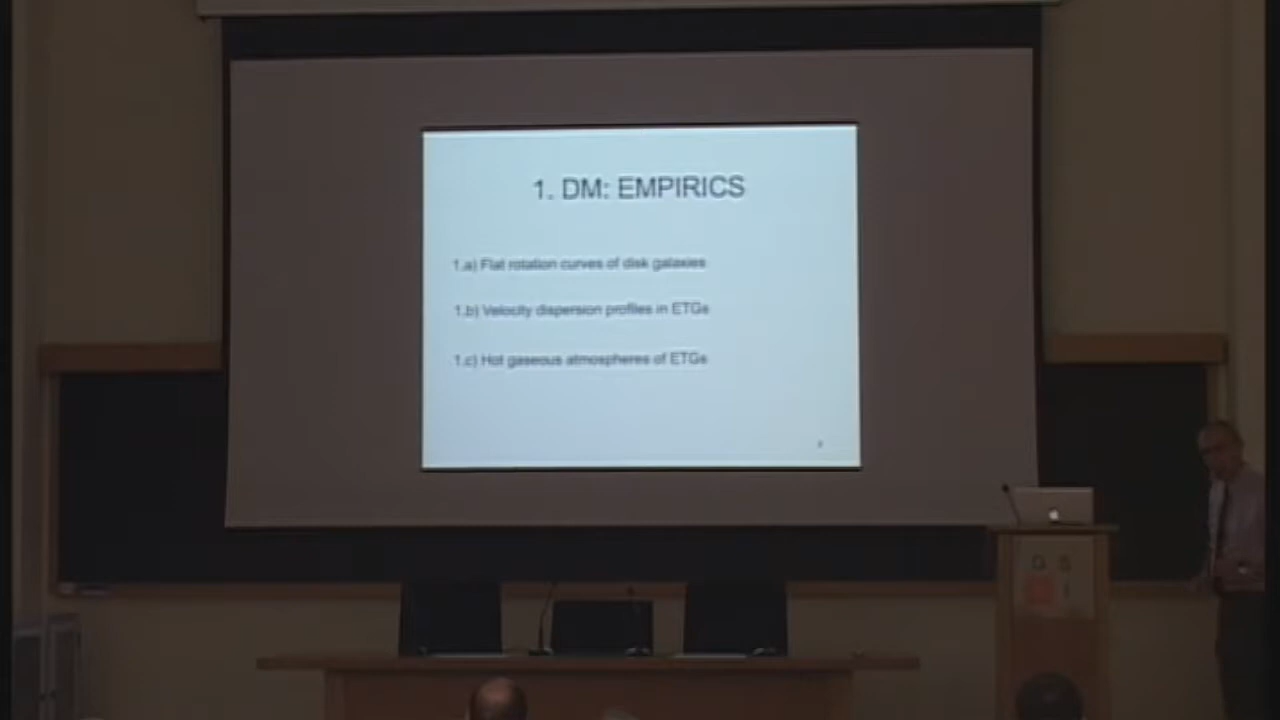 1. DM: EMPIRICS
1.a) Flat rotation curves of disk galaxies
1.b) Velocity dispersion profiles in ETGs
1.c) Hot gaseous atmospheres of ETGs
G S